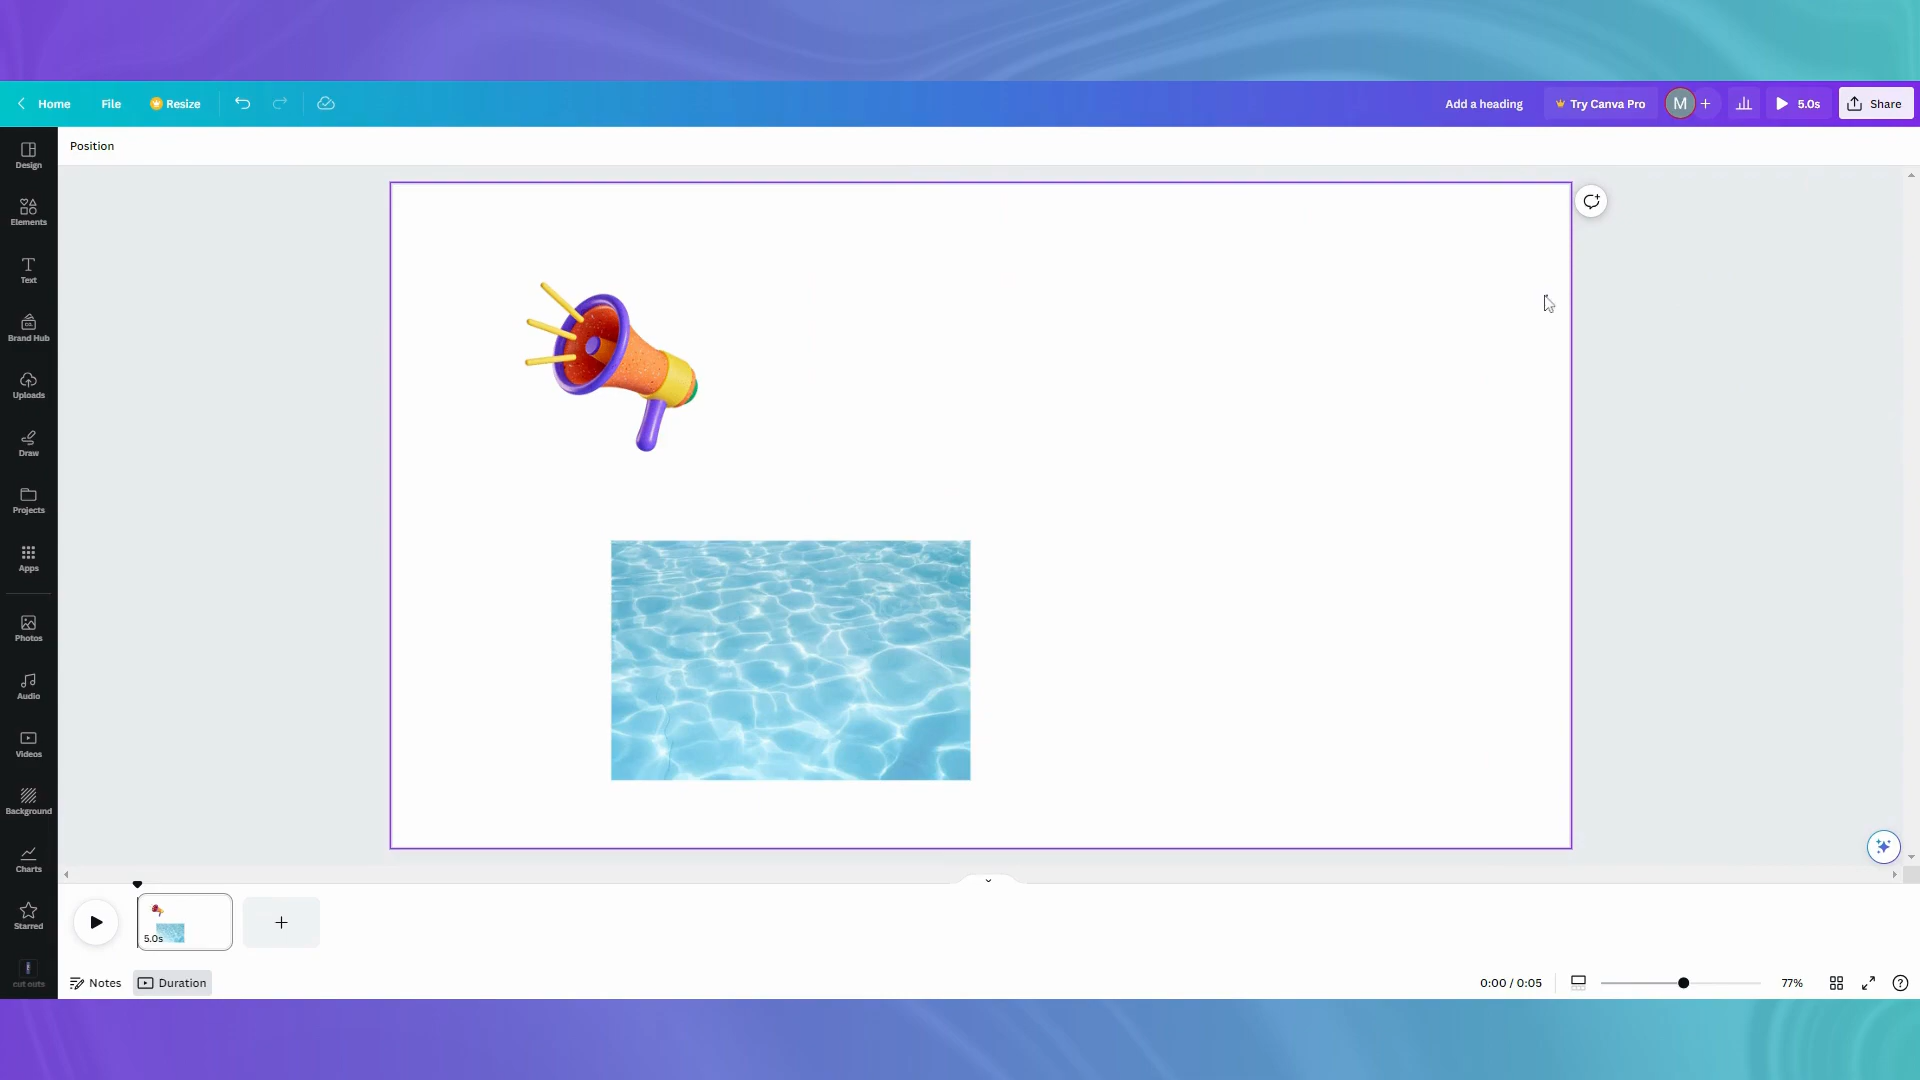 Home File Resize Add a heading Try Canva Pro M 5.0s Share
Position
Design
Elements
Text
Brand Hub
Uploads
Draw
Projects
Apps
Photos
Audio
Videos
Background
Charts
Starred
cut outs
5.0s
Notes Duration 0:00 / 0:05 77%